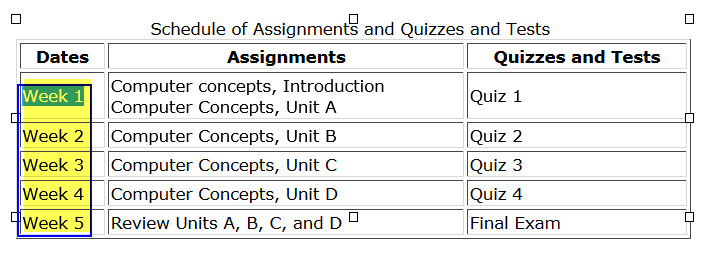 Schedule of Assignments and Quizzes and Tests
Dates Assignments Quizzes and Tests
Week 1 Computer concepts, Introduction Quiz 1
Computer Concepts, Unit A
Week 2 Computer Concepts, Unit B Quiz 2
Week 3 Computer Concepts, Unit C Quiz 3
Week 4 Computer Concepts, Unit D Quiz 4
Week 5 Review Units A, B, C, and D Final Exam